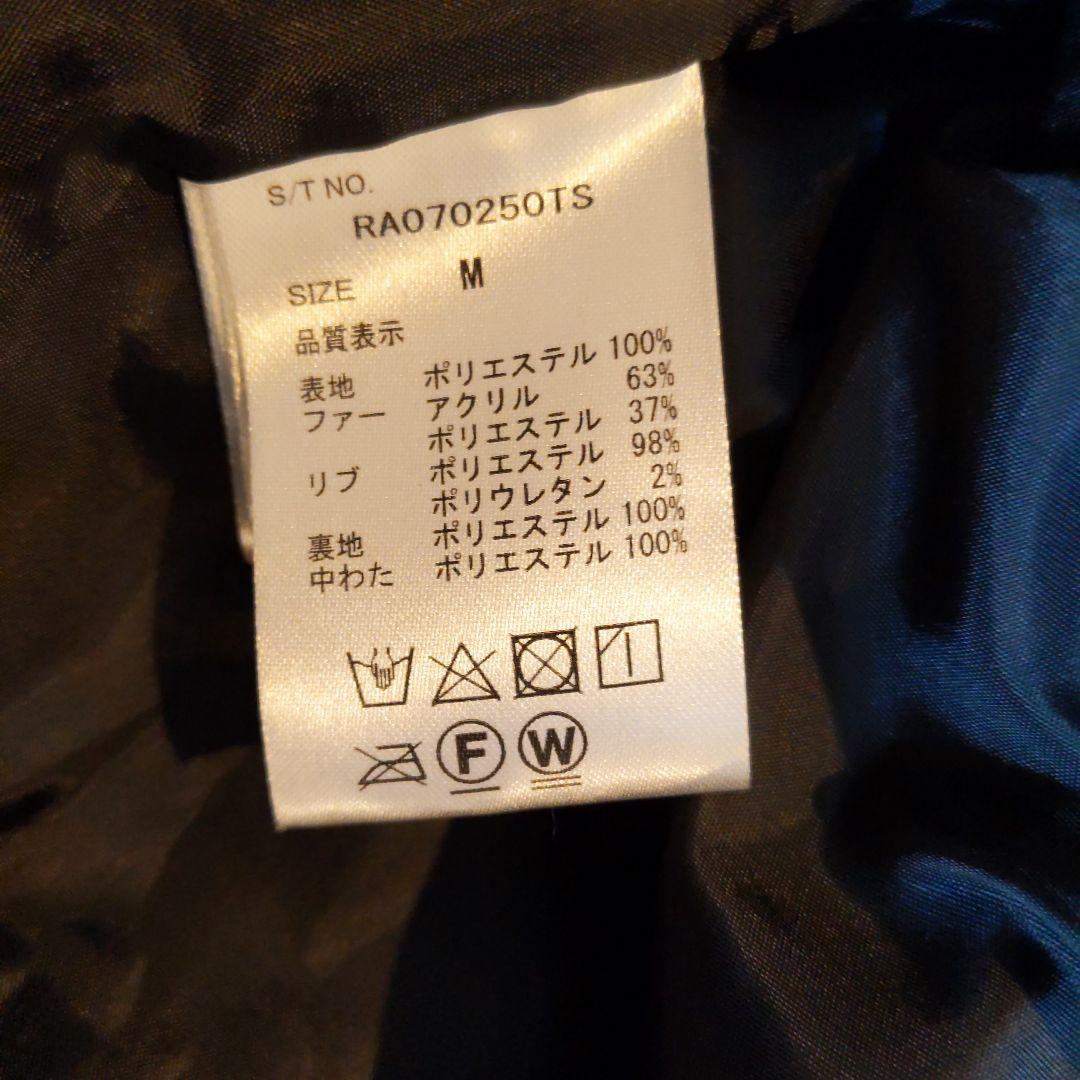 S/T NO.
RA070250TS
SIZE M
品質表示
表地 ポリエステル 100%
ファー アクリル 63%
ポリエステル 37%
リブ ポリエステル 98%
ポリウレタン 2%
裏地 ポリエステル 100%
中わた ポリエステル 100%
F W